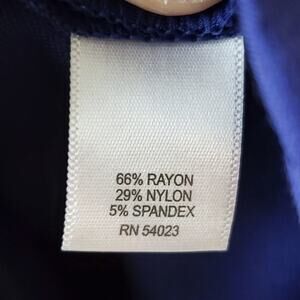 66% RAYON
29% NYLON
5% SPANDEX
RN 54023